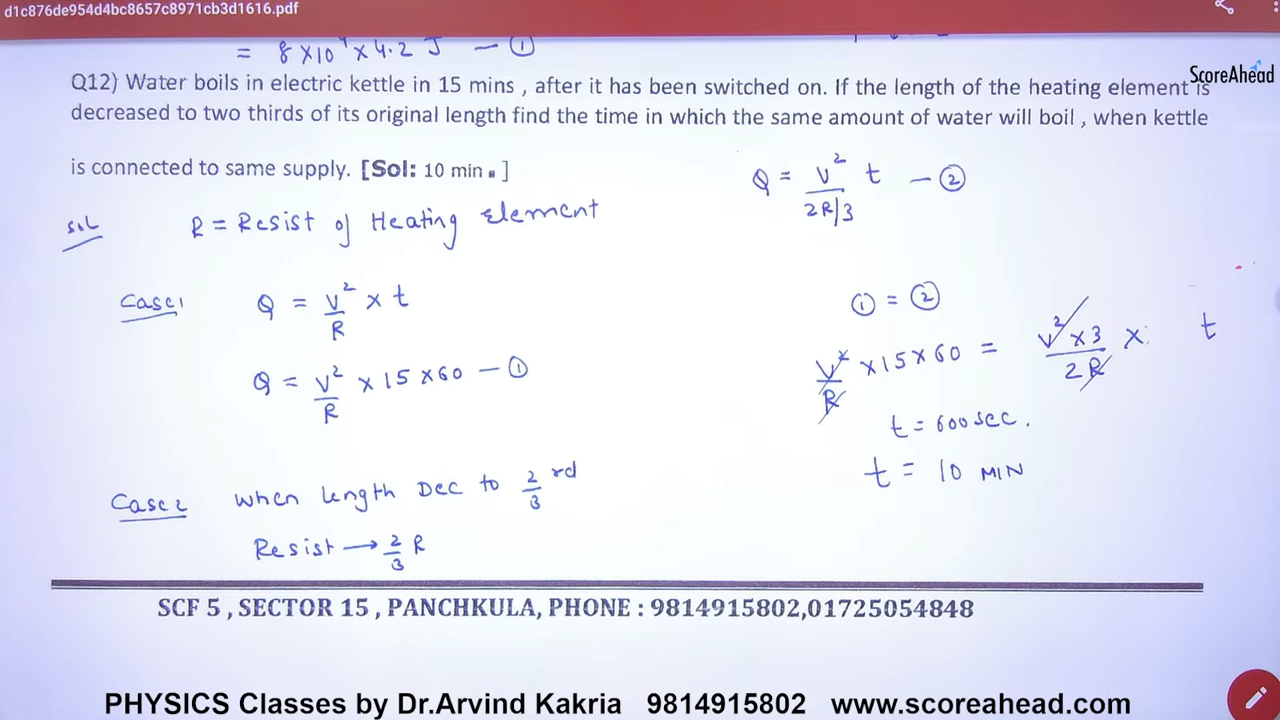 d1c876de954d4bc8657c8971cb3d1616.pdf
= 8 × 10⁴ × 4.2 J — ①
ScoreAhead
Q12) Water boils in electric kettle in 15 mins , after it has been switched on. If the length of the heating element is
decreased to two thirds of its original length find the time in which the same amount of water will boil , when kettle
is connected to same supply. [Sol: 10 min . ]
Sol R = Resist of Heating Element
Case 1 Q = V²/R × t
Q = V²/R × 15 × 60 — ①
Case 2 When length Dec to 2/3 rd
Resist → 2/3 R
Q = V²/2R/3 t — ②
① = ②
V²/R × 15 × 60 = V² × 3/2R × t
t = 600 sec.
t = 10 MIN
SCF 5 , SECTOR 15 , PANCHKULA, PHONE : 9814915802,01725054848
PHYSICS Classes by Dr.Arvind Kakria 9814915802 www.scoreahead.com